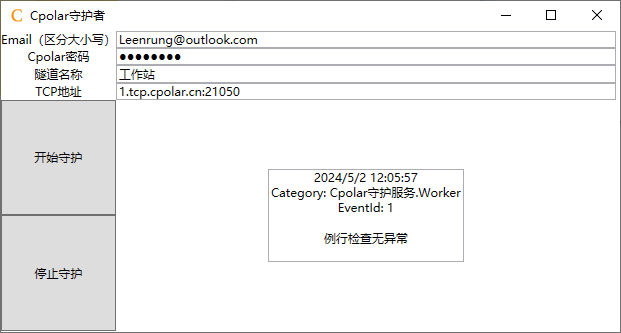 C Cpolar守护者
Email（区分大小写） Leenrung@outlook.com
Cpolar密码 ●●●●●●●●
隧道名称 工作站
TCP地址 1.tcp.cpolar.cn:21050
开始守护
2024/5/2 12:05:57
Category: Cpolar守护服务.Worker
EventId: 1
例行检查无异常
停止守护